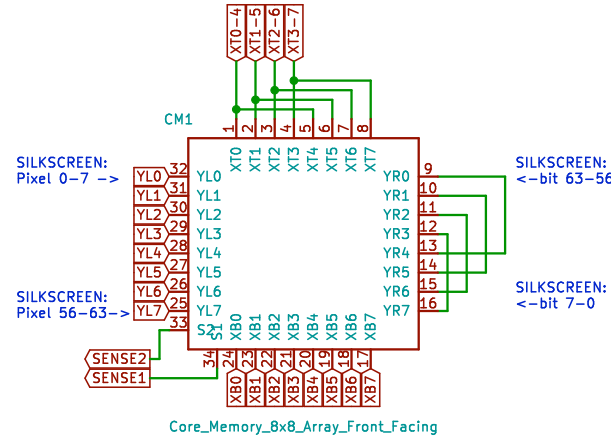 XT0-4
XT1-5
XT2-6
XT3-7
CM1
1
2
3
4
5
6
7
8
XT0
XT1
XT2
XT3
XT4
XT5
XT6
XT7
SILKSCREEN:
Pixel 0-7 ->
SILKSCREEN:
<-bit 63-56
YL0
32
YL0
YR0
9
YL1
31
YL1
YR1
10
YL2
30
YL2
YR2
11
YL3
29
YL3
YR3
12
YL4
28
YL4
YR4
13
YL5
27
YL5
YR5
14
YL6
26
YL6
YR6
15
YL7
25
YL7
YR7
16
SILKSCREEN:
Pixel 56-63->
SILKSCREEN:
<-bit 7-0
33
S2
S1
XB0
XB1
XB2
XB3
XB4
XB5
XB6
XB7
34
24
23
22
21
20
19
18
17
SENSE2
SENSE1
XB0
XB1
XB2
XB3
XB4
XB5
XB6
XB7
Core_Memory_8x8_Array_Front_Facing